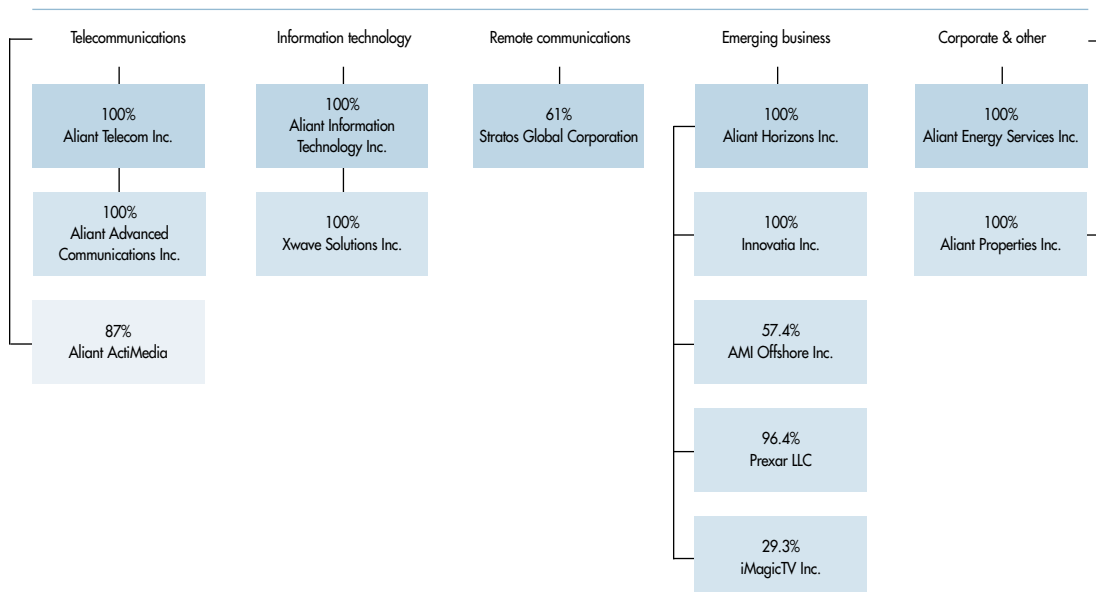 Telecommunications
100%
Aliant Telecom Inc.
100%
Aliant Advanced
Communications Inc.
87%
Aliant ActiMedia
Information technology
100%
Aliant Information
Technology Inc.
100%
Xwave Solutions Inc.
Remote communications
61%
Stratos Global Corporation
Emerging business
100%
Aliant Horizons Inc.
100%
Innovatia Inc.
57.4%
AMI Offshore Inc.
96.4%
Prexar LLC
29.3%
iMagicTV Inc.
Corporate & other
100%
Aliant Energy Services Inc.
100%
Aliant Properties Inc.